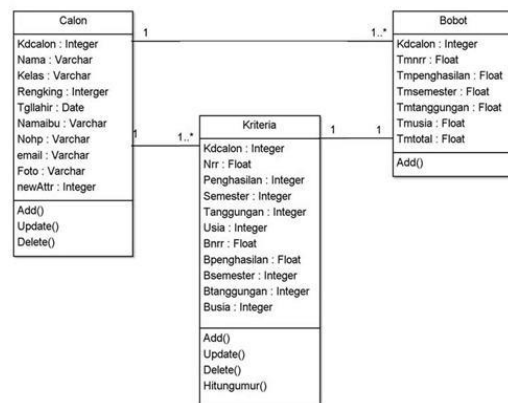 Calon
Kdcalon : Integer
Nama : Varchar
Kelas : Varchar
Rengking : Interger
Tgllahir : Date
Namaibu : Varchar
Nohp : Varchar
email : Varchar
Foto : Varchar
newAttr : Integer
Add()
Update()
Delete()
1
1..*
1
1..*
Kriteria
Kdcalon : Integer
Nrr : Float
Penghasilan : Integer
Semester : Integer
Tanggungan : Integer
Usia : Integer
Bnrr : Float
Bpenghasilan : Float
Bsemester : Integer
Btanggungan : Integer
Busia : Integer
Add()
Update()
Delete()
Hitungumur()
1
1
Bobot
Kdcalon : Integer
Tmnrr : Float
Tmpenghasilan : Float
Tmsemester : Float
Tmtanggungan : Float
Tmusia : Float
Tmtotal : Float
Add()